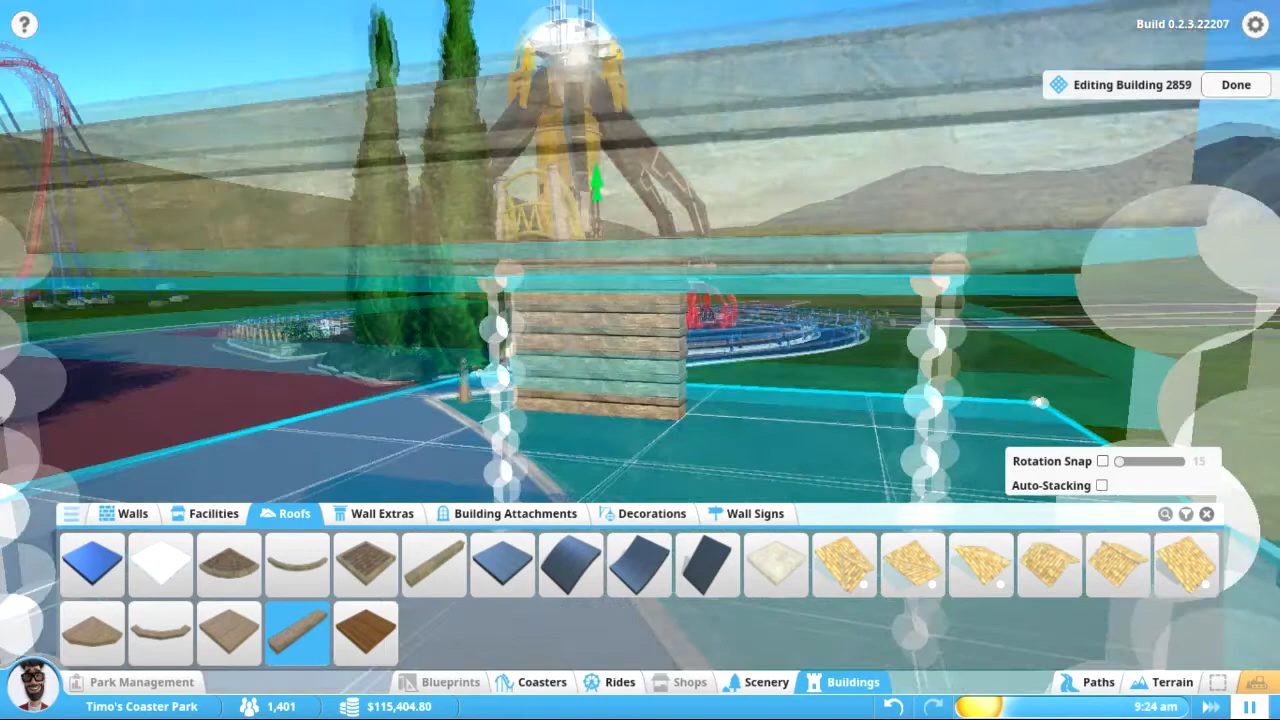 ?
Build 0.2.3.22207
Editing Building 2859
Done
Rotation Snap 15
Auto-Stacking
Walls Facilities Roofs Wall Extras Building Attachments Decorations Wall Signs
Park Management Blueprints Coasters Rides Shops Scenery Buildings Paths Terrain
Timo's Coaster Park 1,401 $115,404.80 9:24 am